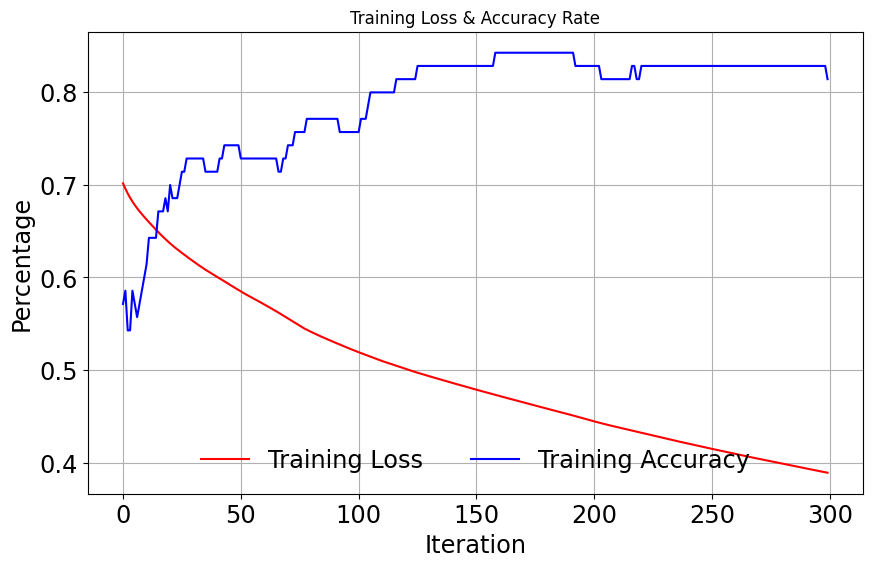 Training Loss & Accuracy Rate
Percentage
0.8
0.7
0.6
0.5
0.4
Training Loss
Training Accuracy
0 50 100 150 200 250 300
Iteration